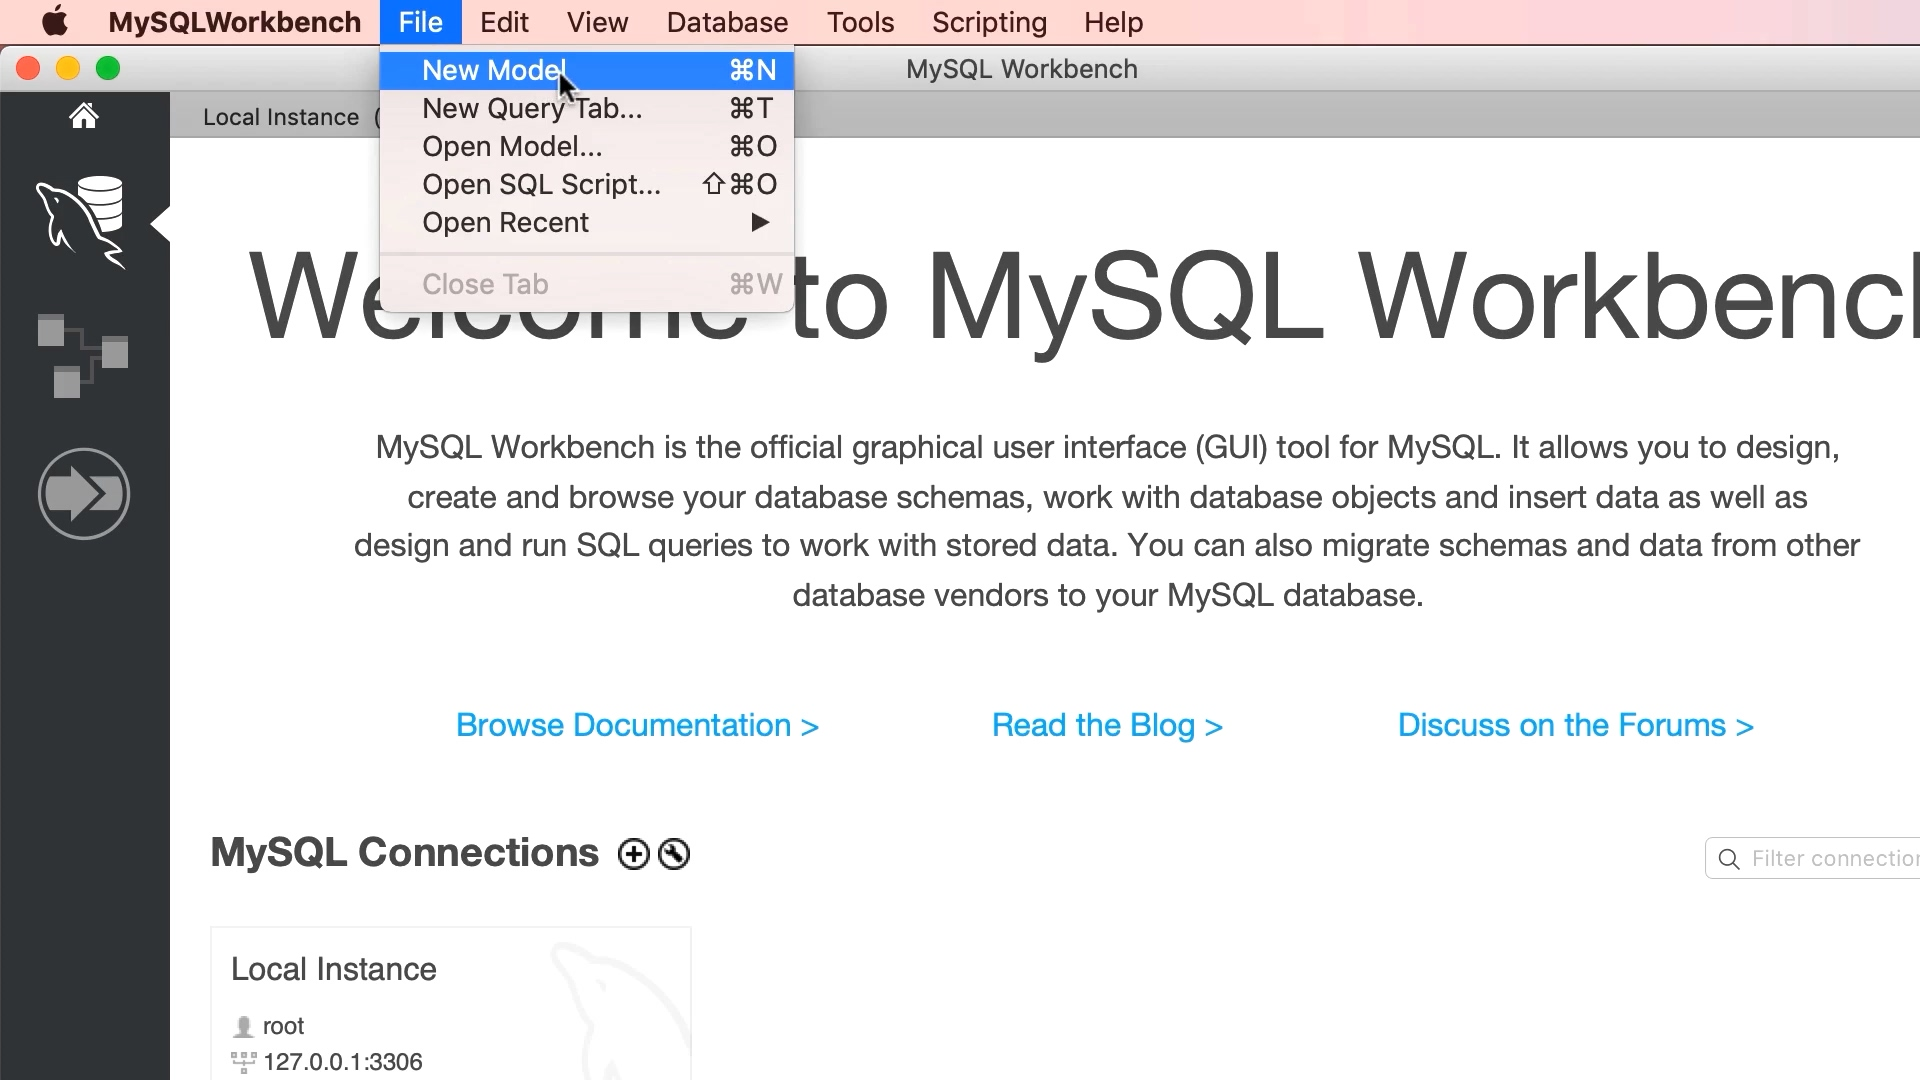 MySQLWorkbench File Edit View Database Tools Scripting Help
MySQL Workbench
Local Instance (
New Model ⌘N
New Query Tab... ⌘T
Open Model... ⌘O
Open SQL Script... ⇧⌘O
Open Recent ▶
Close Tab ⌘W
Welcome to MySQL Workbench
MySQL Workbench is the official graphical user interface (GUI) tool for MySQL. It allows you to design,
create and browse your database schemas, work with database objects and insert data as well as
design and run SQL queries to work with stored data. You can also migrate schemas and data from other
database vendors to your MySQL database.
Browse Documentation > Read the Blog > Discuss on the Forums >
MySQL Connections
Filter connection
Local Instance
root
127.0.0.1:3306